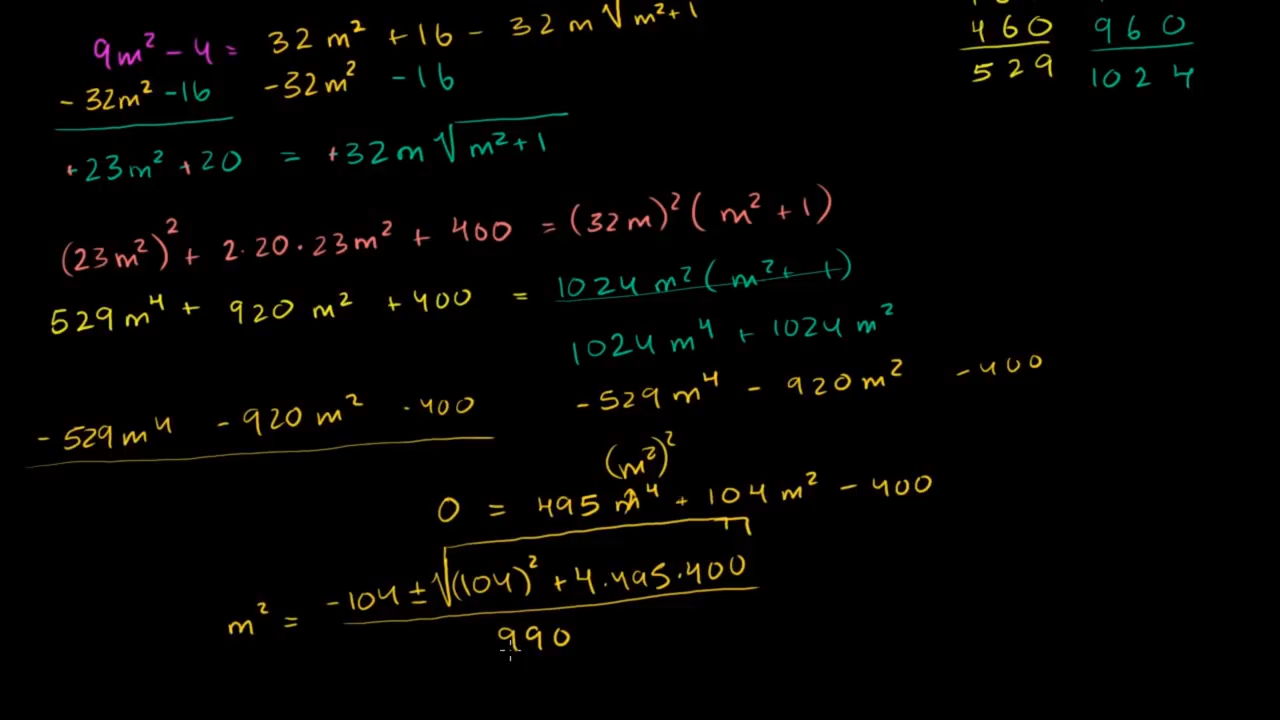 9m² - 4 = 32m² + 16 - 32m√m²+1
-32m² -16 -32m² -16
+23m² + 20 = +32m√m²+1
(23m²)² + 2·20·23m² + 400 = (32m)²(m² + 1)
529m⁴ + 920m² + 400 = 1024m²(m² + 1)
1024m⁴ + 1024m²
-529m⁴ - 920m² - 400
-529m⁴ - 920m² - 400
(m²)²
0 = 495m⁴ + 104m² - 400
m² = -104 ± √(104)² + 4·495·400
990
460 960
529 1024